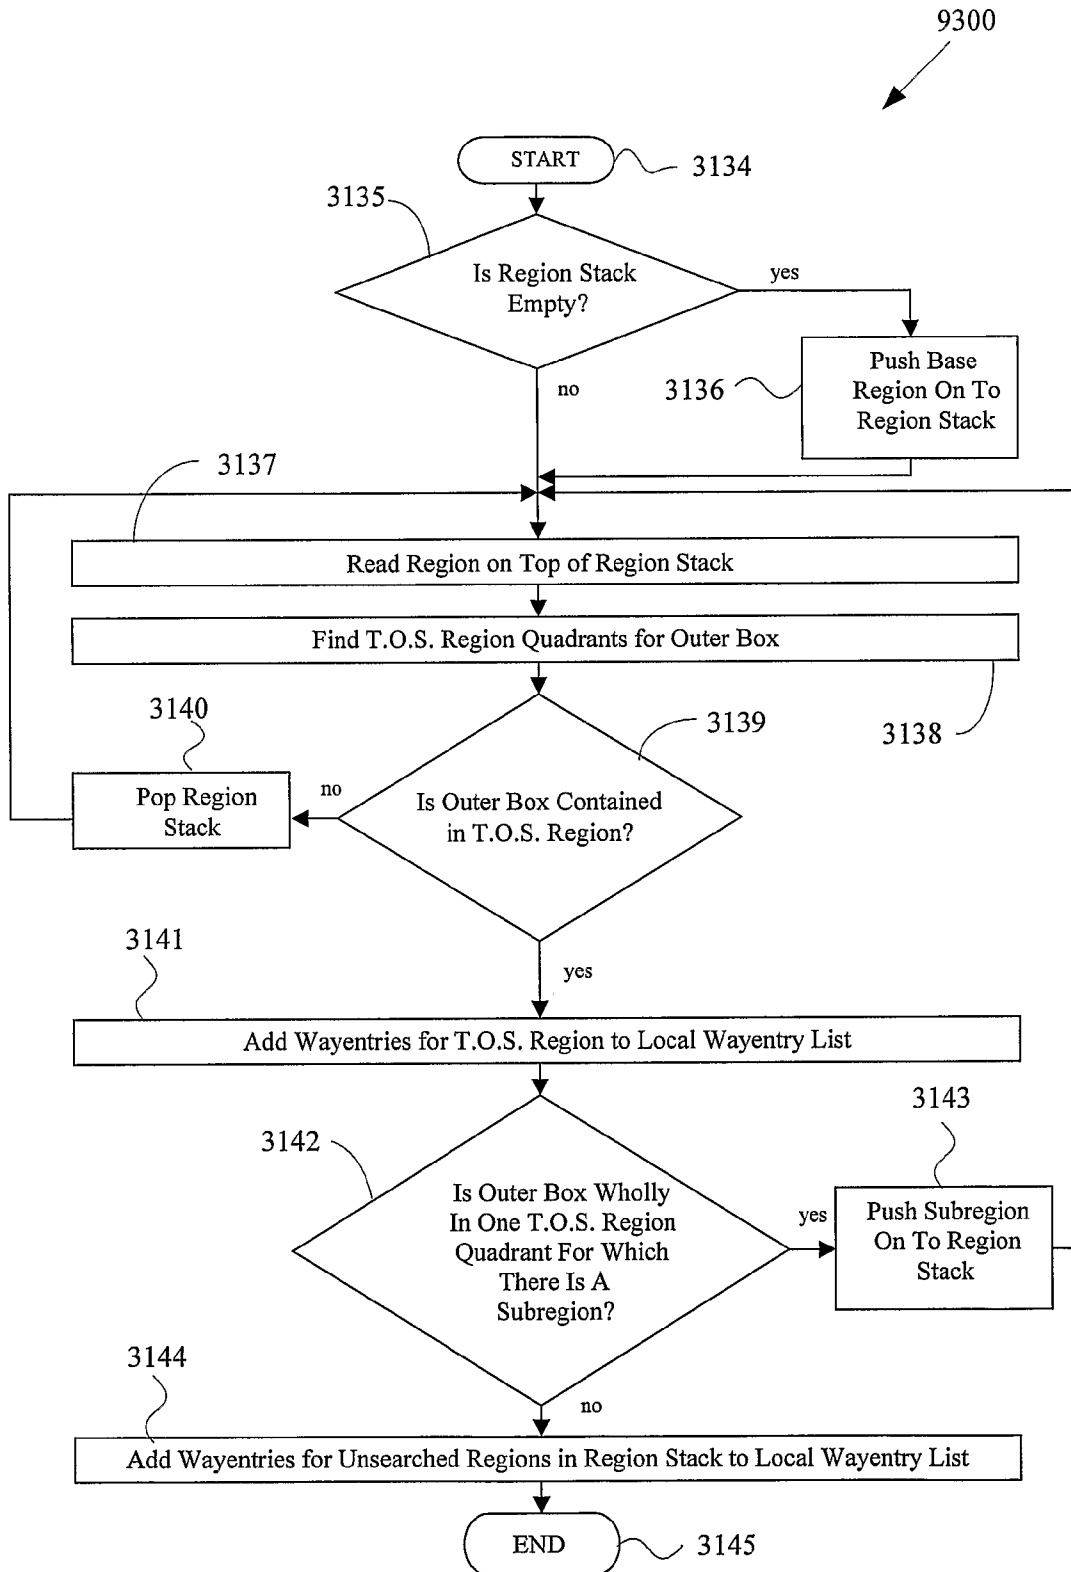 9300
START
3134
3135
Is Region Stack
Empty?
yes
no
3136
Push Base
Region On To
Region Stack
3137
Read Region on Top of Region Stack
Find T.O.S. Region Quadrants for Outer Box
3138
3139
3140
Pop Region
Stack
no
Is Outer Box Contained
in T.O.S. Region?
yes
3141
Add Wayentries for T.O.S. Region to Local Wayentry List
3142
Is Outer Box Wholly
In One T.O.S. Region
Quadrant For Which
There Is A
Subregion?
yes
3143
Push Subregion
On To Region
Stack
no
3144
Add Wayentries for Unsearched Regions in Region Stack to Local Wayentry List
END
3145